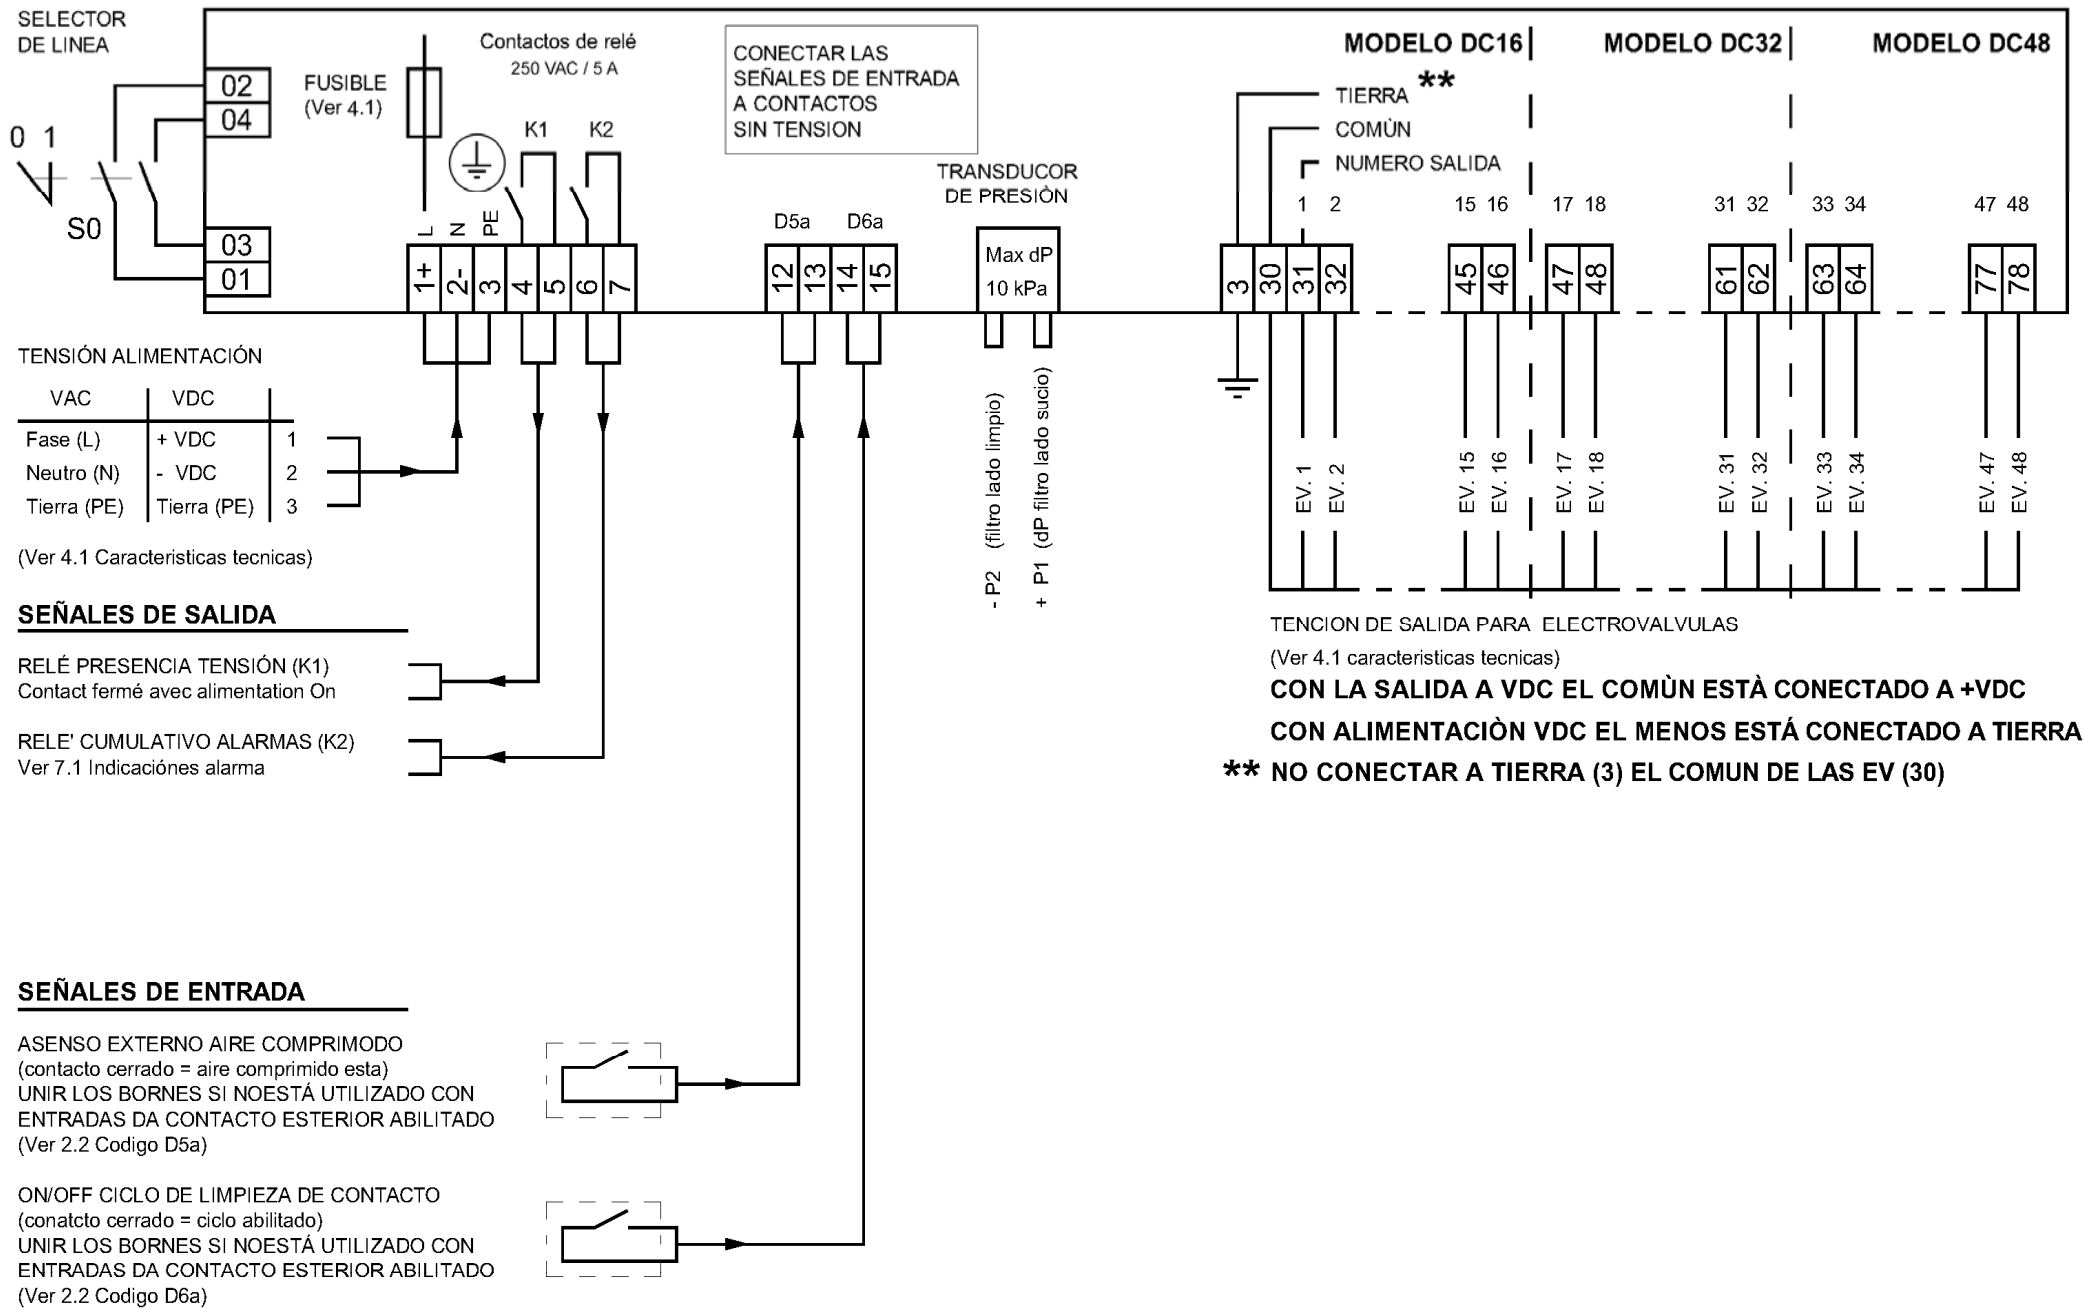 SELECTOR
DE LINEA
02
04
03
01
0 1
S0
FUSIBLE
(Ver 4.1)
Contactos de relé
250 VAC / 5 A
K1 K2
L N PE
1+ 2- 3 4 5 6 7
CONECTAR LAS
SEÑALES DE ENTRADA
A CONTACTOS
SIN TENSION
D5a D6a
12 13 14 15
TRANSDUCOR
DE PRESIÒN
Max dP
10 kPa
- P2 (filtro lado limpio)
+ P1 (dP filtro lado sucio)
MODELO DC16 MODELO DC32 MODELO DC48
TIERRA **
COMÙN
NUMERO SALIDA
1 2 15 16 17 18 31 32 33 34 47 48
3 30 31 32 45 46 47 48 61 62 63 64 77 78
EV. 1 EV. 2 EV. 15 EV. 16 EV. 17 EV. 18 EV. 31 EV. 32 EV. 33 EV. 34 EV. 47 EV. 48
TENCION DE SALIDA PARA ELECTROVALVULAS
(Ver 4.1 caracteristicas tecnicas)
CON LA SALIDA A VDC EL COMÙN ESTÀ CONECTADO A +VDC
CON ALIMENTACIÒN VDC EL MENOS ESTÁ CONECTADO A TIERRA
** NO CONECTAR A TIERRA (3) EL COMUN DE LAS EV (30)
TENSIÓN ALIMENTACIÓN
VAC VDC
Fase (L) + VDC 1
Neutro (N) - VDC 2
Tierra (PE) Tierra (PE) 3
(Ver 4.1 Caracteristicas tecnicas)
SEÑALES DE SALIDA
RELÉ PRESENCIA TENSIÓN (K1)
Contact fermé avec alimentation On
RELE' CUMULATIVO ALARMAS (K2)
Ver 7.1 Indicaciónes alarma
SEÑALES DE ENTRADA
ASENSO EXTERNO AIRE COMPRIMODO
(contacto cerrado = aire comprimido esta)
UNIR LOS BORNES SI NOESTÁ UTILIZADO CON
ENTRADAS DA CONTACTO ESTERIOR ABILITADO
(Ver 2.2 Codigo D5a)
ON/OFF CICLO DE LIMPIEZA DE CONTACTO
(conatcto cerrado = ciclo abilitado)
UNIR LOS BORNES SI NOESTÁ UTILIZADO CON
ENTRADAS DA CONTACTO ESTERIOR ABILITADO
(Ver 2.2 Codigo D6a)